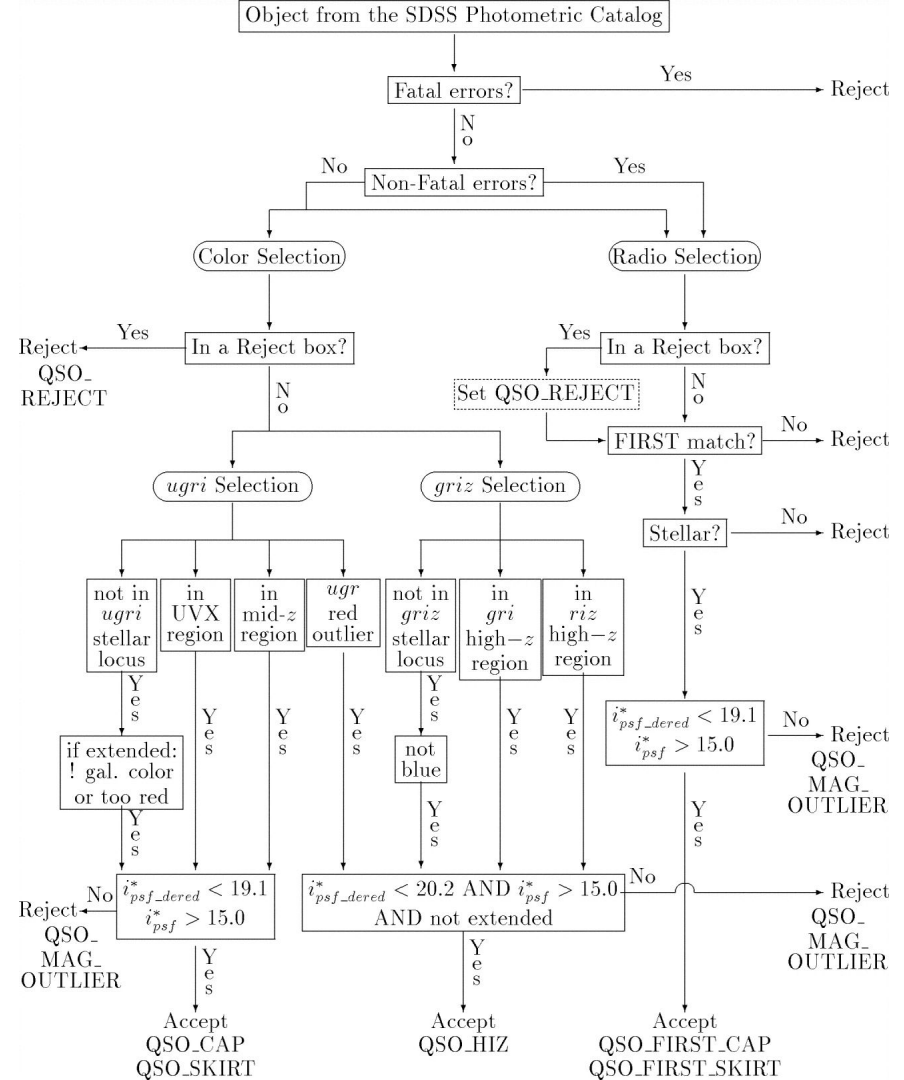 Object from the SDSS Photometric Catalog
Fatal errors?
Yes
Reject
No
Non-Fatal errors?
No
Yes
Color Selection
Radio Selection
In a Reject box?
Yes
Reject
QSO_
REJECT
No
In a Reject box?
Yes
Set QSO_REJECT
No
FIRST match?
No
Reject
Yes
Stellar?
No
Reject
Yes
ugri Selection
griz Selection
not in
ugri
stellar
locus
in
UVX
region
in
mid-z
region
ugr
red
outlier
not in
griz
stellar
locus
in
gri
high−z
region
in
riz
high−z
region
Yes
Yes
Yes
Yes
Yes
Yes
Yes
if extended:
! gal. color
or too red
Yes
not
blue
Yes
i*psf_dered < 19.1
i*psf > 15.0
No
Reject
QSO_
MAG_
OUTLIER
Yes
i*psf_dered < 19.1
i*psf > 15.0
No
Reject
QSO_
MAG_
OUTLIER
Yes
i*psf_dered < 20.2 AND i*psf > 15.0
AND not extended
No
Reject
QSO_
MAG_
OUTLIER
Yes
Accept
QSO_CAP
QSO_SKIRT
Accept
QSO_HIZ
Accept
QSO_FIRST_CAP
QSO_FIRST_SKIRT